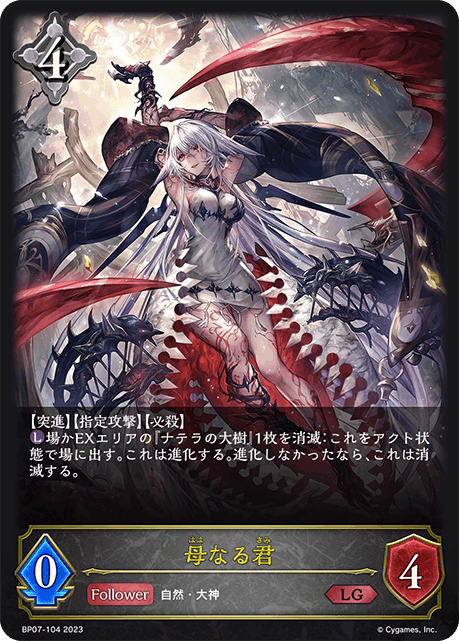 4
【突進】【指定攻撃】【必殺】
L 場かEXエリアの『ナテラの大樹』1枚を消滅:これをアクト状
態で場に出す。これは進化する。進化しなかったなら、これは消
滅する。
はは きみ
母なる君
0
4
Follower 自然・大神
LG
BP07-104 2023
© Cygames, Inc.